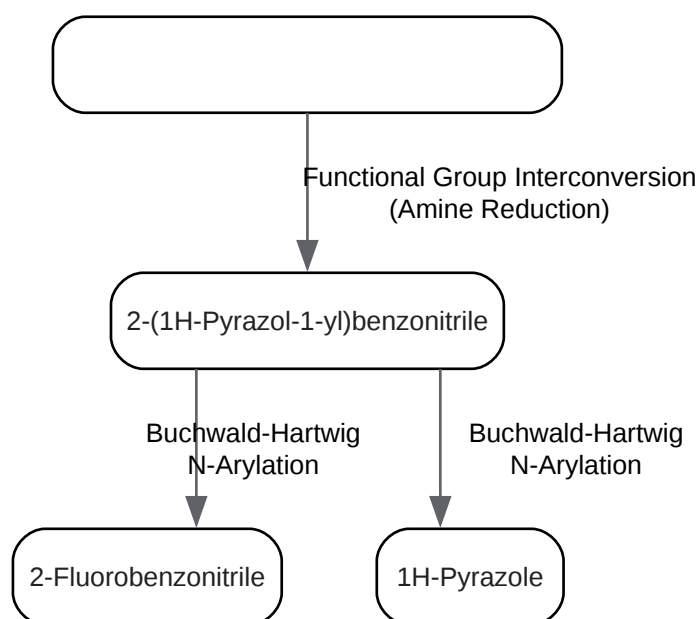 Functional Group Interconversion
(Amine Reduction)
2-(1H-Pyrazol-1-yl)benzonitrile
Buchwald-Hartwig
N-Arylation
Buchwald-Hartwig
N-Arylation
2-Fluorobenzonitrile
1H-Pyrazole